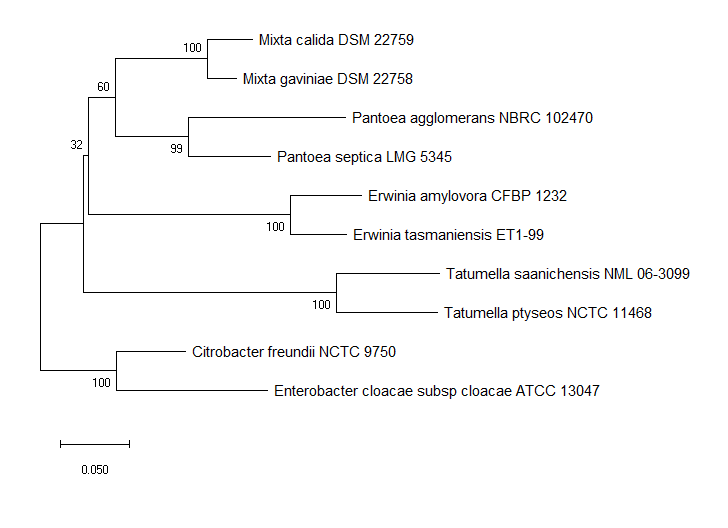 100
Mixta calida DSM 22759
60
Mixta gaviniae DSM 22758
Pantoea agglomerans NBRC 102470
32
99
Pantoea septica LMG 5345
Erwinia amylovora CFBP 1232
100
Erwinia tasmaniensis ET1-99
Tatumella saanichensis NML 06-3099
100
Tatumella ptyseos NCTC 11468
Citrobacter freundii NCTC 9750
100
Enterobacter cloacae subsp cloacae ATCC 13047
0.050